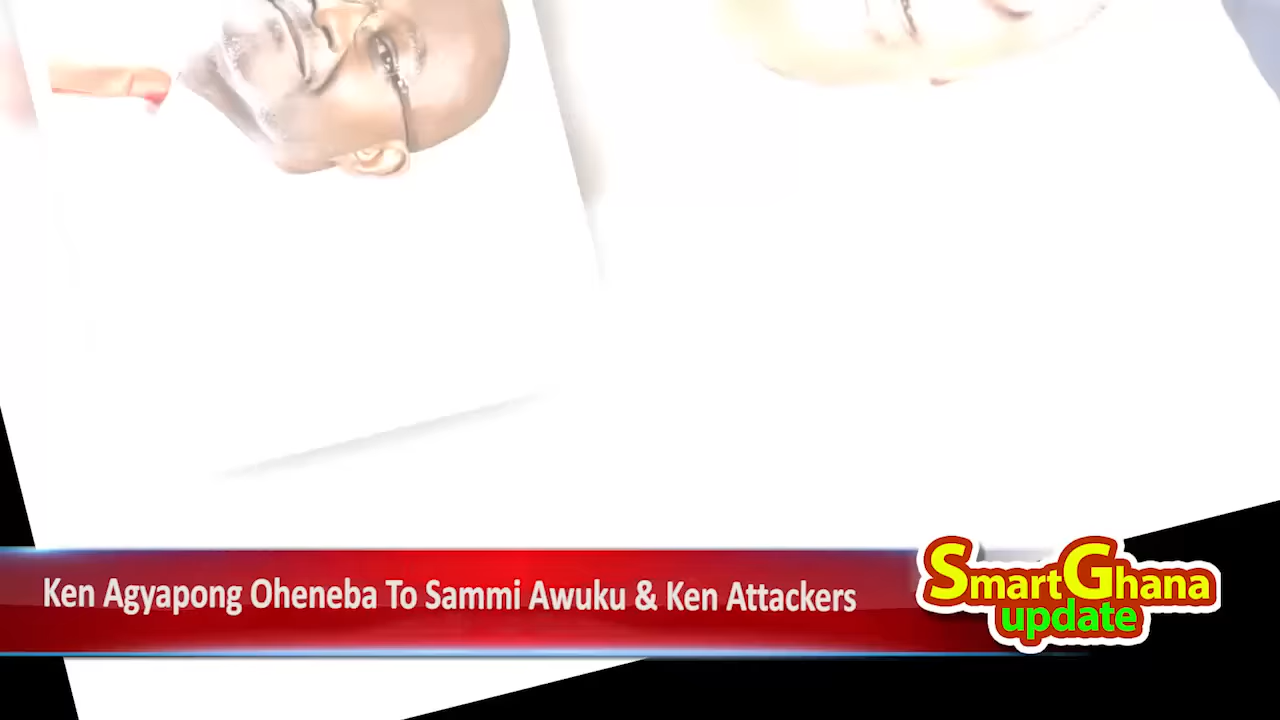 Ken Agyapong Oheneba To Sammi Awuku & Ken Attackers
SmartGhana
update